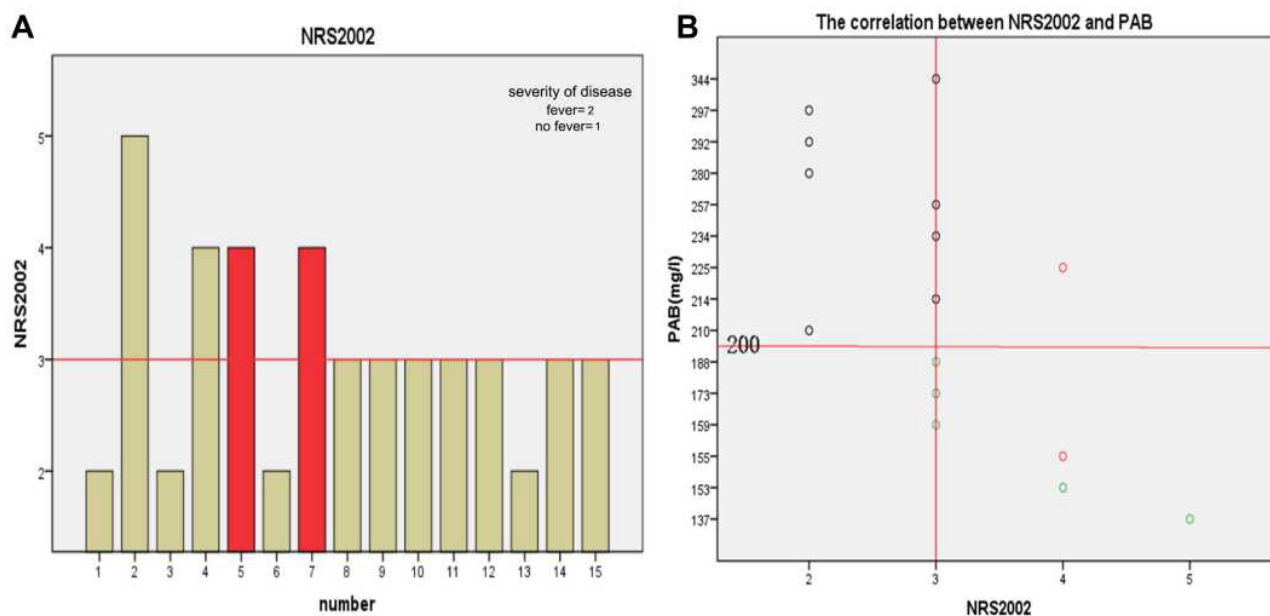 A
NRS2002
severity of disease
fever= 2
no fever=1
NRS2002
5
4
3
2
1 2 3 4 5 6 7 8 9 10 11 12 13 14 15
number
B
The correlation between NRS2002 and PAB
PAB(mg/l)
344
297
292
280
257
234
225
214
210
200
188
173
159
155
153
137
2 3 4 5
NRS2002